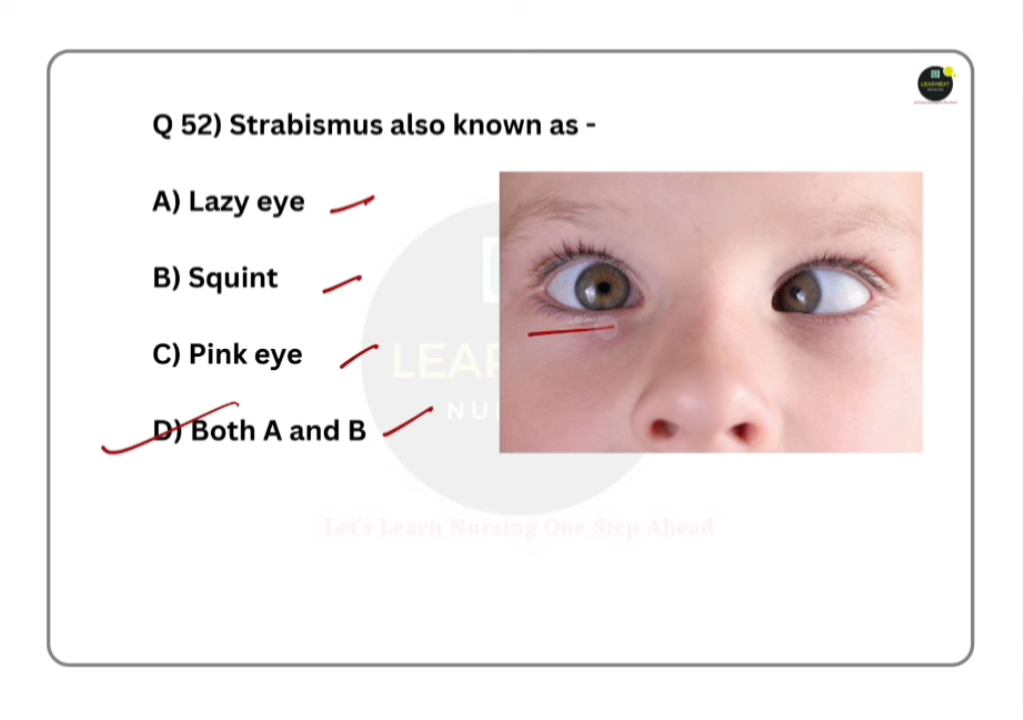 Q 52) Strabismus also known as -
A) Lazy eye
B) Squint
C) Pink eye
D) Both A and B
Let's Learn Nursing One Step Ahead